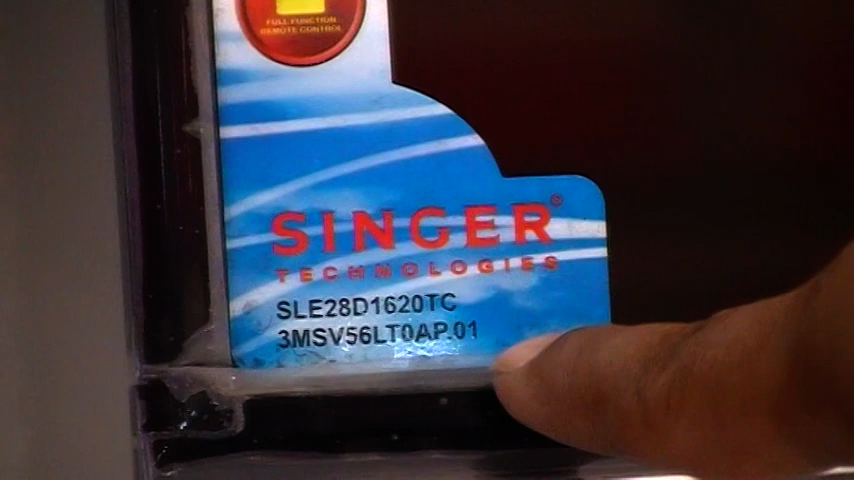 FULL FUNCTION
REMOTE CONTROL
SINGER®
TECHNOLOGIES
SLE28D1620TC
3MSV56LT0AP.01